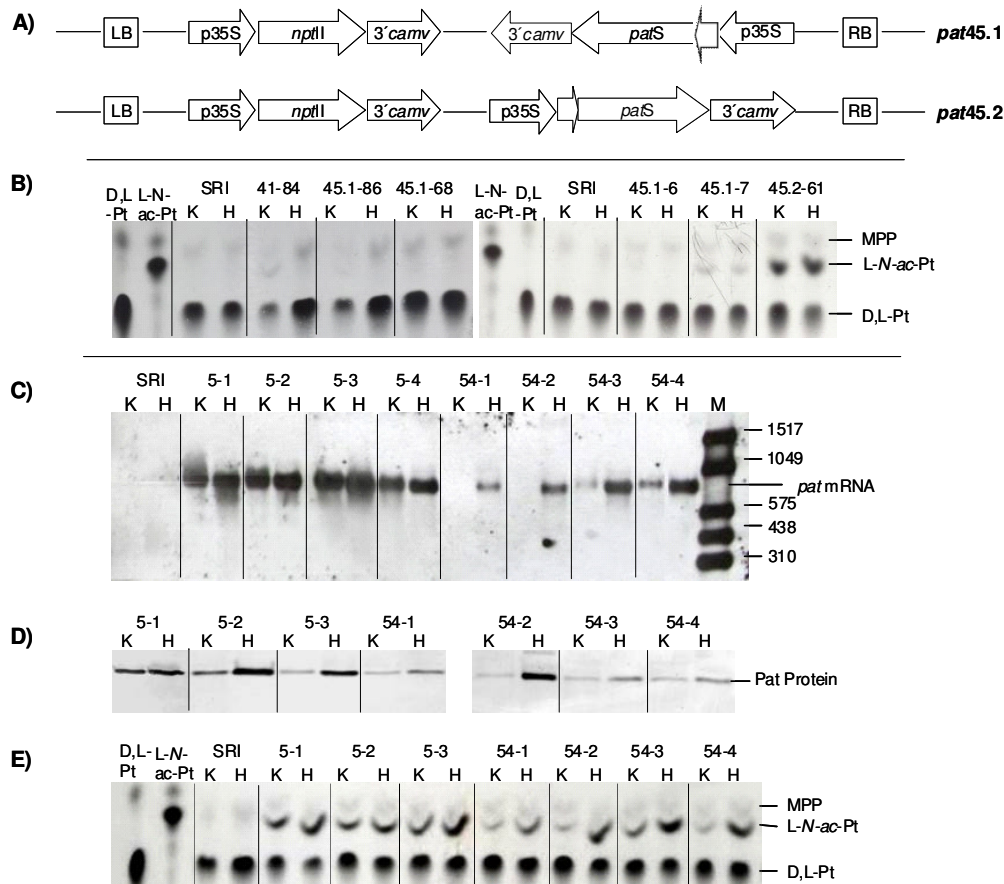 A) LB p35S nptII 3´camv 3´camv patS p35S RB pat45.1
LB p35S nptII 3´camv p35S patS 3´camv RB pat45.2
B) D,L-Pt L-N-ac-Pt SRI 41-84 45.1-86 45.1-68 L-N-ac-Pt D,L-Pt SRI 45.1-6 45.1-7 45.2-61
K H K H K H K H K H K H K H K H
MPP
L-N-ac-Pt
D,L-Pt
C) SRI 5-1 5-2 5-3 5-4 54-1 54-2 54-3 54-4
K H K H K H K H K H K H K H K H K H M
1517
1049
pat mRNA
575
438
310
D) 5-1 5-2 5-3 54-1 54-2 54-3 54-4
K H K H K H K H K H K H K H
Pat Protein
E) D,L-Pt L-N-ac-Pt SRI 5-1 5-2 5-3 54-1 54-2 54-3 54-4
K H K H K H K H K H K H K H K H
MPP
L-N-ac-Pt
D,L-Pt